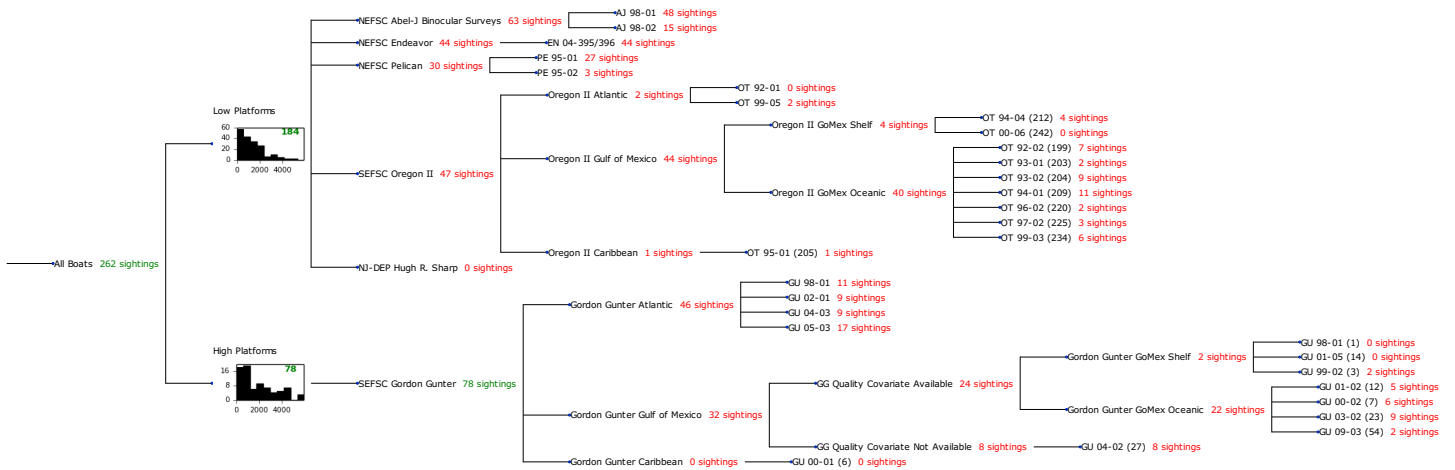 AJ 98-01 48 sightings
NEFSC Abel-J Binocular Surveys 63 sightings
AJ 98-02 15 sightings
NEFSC Endeavor 44 sightings
EN 04-395/396 44 sightings
PE 95-01 27 sightings
NEFSC Pelican 30 sightings
PE 95-02 3 sightings
OT 92-01 0 sightings
Oregon II Atlantic 2 sightings
OT 99-05 2 sightings
Low Platforms
184
60
40
20
0
0 2000 4000
OT 94-04 (212) 4 sightings
Oregon II GoMex Shelf 4 sightings
OT 00-06 (242) 0 sightings
OT 92-02 (199) 7 sightings
Oregon II Gulf of Mexico 44 sightings
OT 93-01 (203) 2 sightings
SEFSC Oregon II 47 sightings
OT 93-02 (204) 9 sightings
Oregon II GoMex Oceanic 40 sightings
OT 94-01 (209) 11 sightings
OT 96-02 (220) 2 sightings
OT 97-02 (225) 3 sightings
OT 99-03 (234) 6 sightings
Oregon II Caribbean 1 sightings
OT 95-01 (205) 1 sightings
All Boats 262 sightings
NJ-DEP Hugh R. Sharp 0 sightings
GU 98-01 11 sightings
GU 02-01 9 sightings
Gordon Gunter Atlantic 46 sightings
GU 04-03 9 sightings
GU 05-03 17 sightings
High Platforms
78
16
8
0
0 2000 4000
GU 98-01 (1) 0 sightings
Gordon Gunter GoMex Shelf 2 sightings
GU 01-05 (14) 0 sightings
GU 99-02 (3) 2 sightings
SEFSC Gordon Gunter 78 sightings
GG Quality Covariate Available 24 sightings
GU 01-02 (12) 5 sightings
GU 00-02 (7) 6 sightings
Gordon Gunter GoMex Oceanic 22 sightings
Gordon Gunter Gulf of Mexico 32 sightings
GU 03-02 (23) 9 sightings
GU 09-03 (54) 2 sightings
GG Quality Covariate Not Available 8 sightings
GU 04-02 (27) 8 sightings
Gordon Gunter Caribbean 0 sightings
GU 00-01 (6) 0 sightings